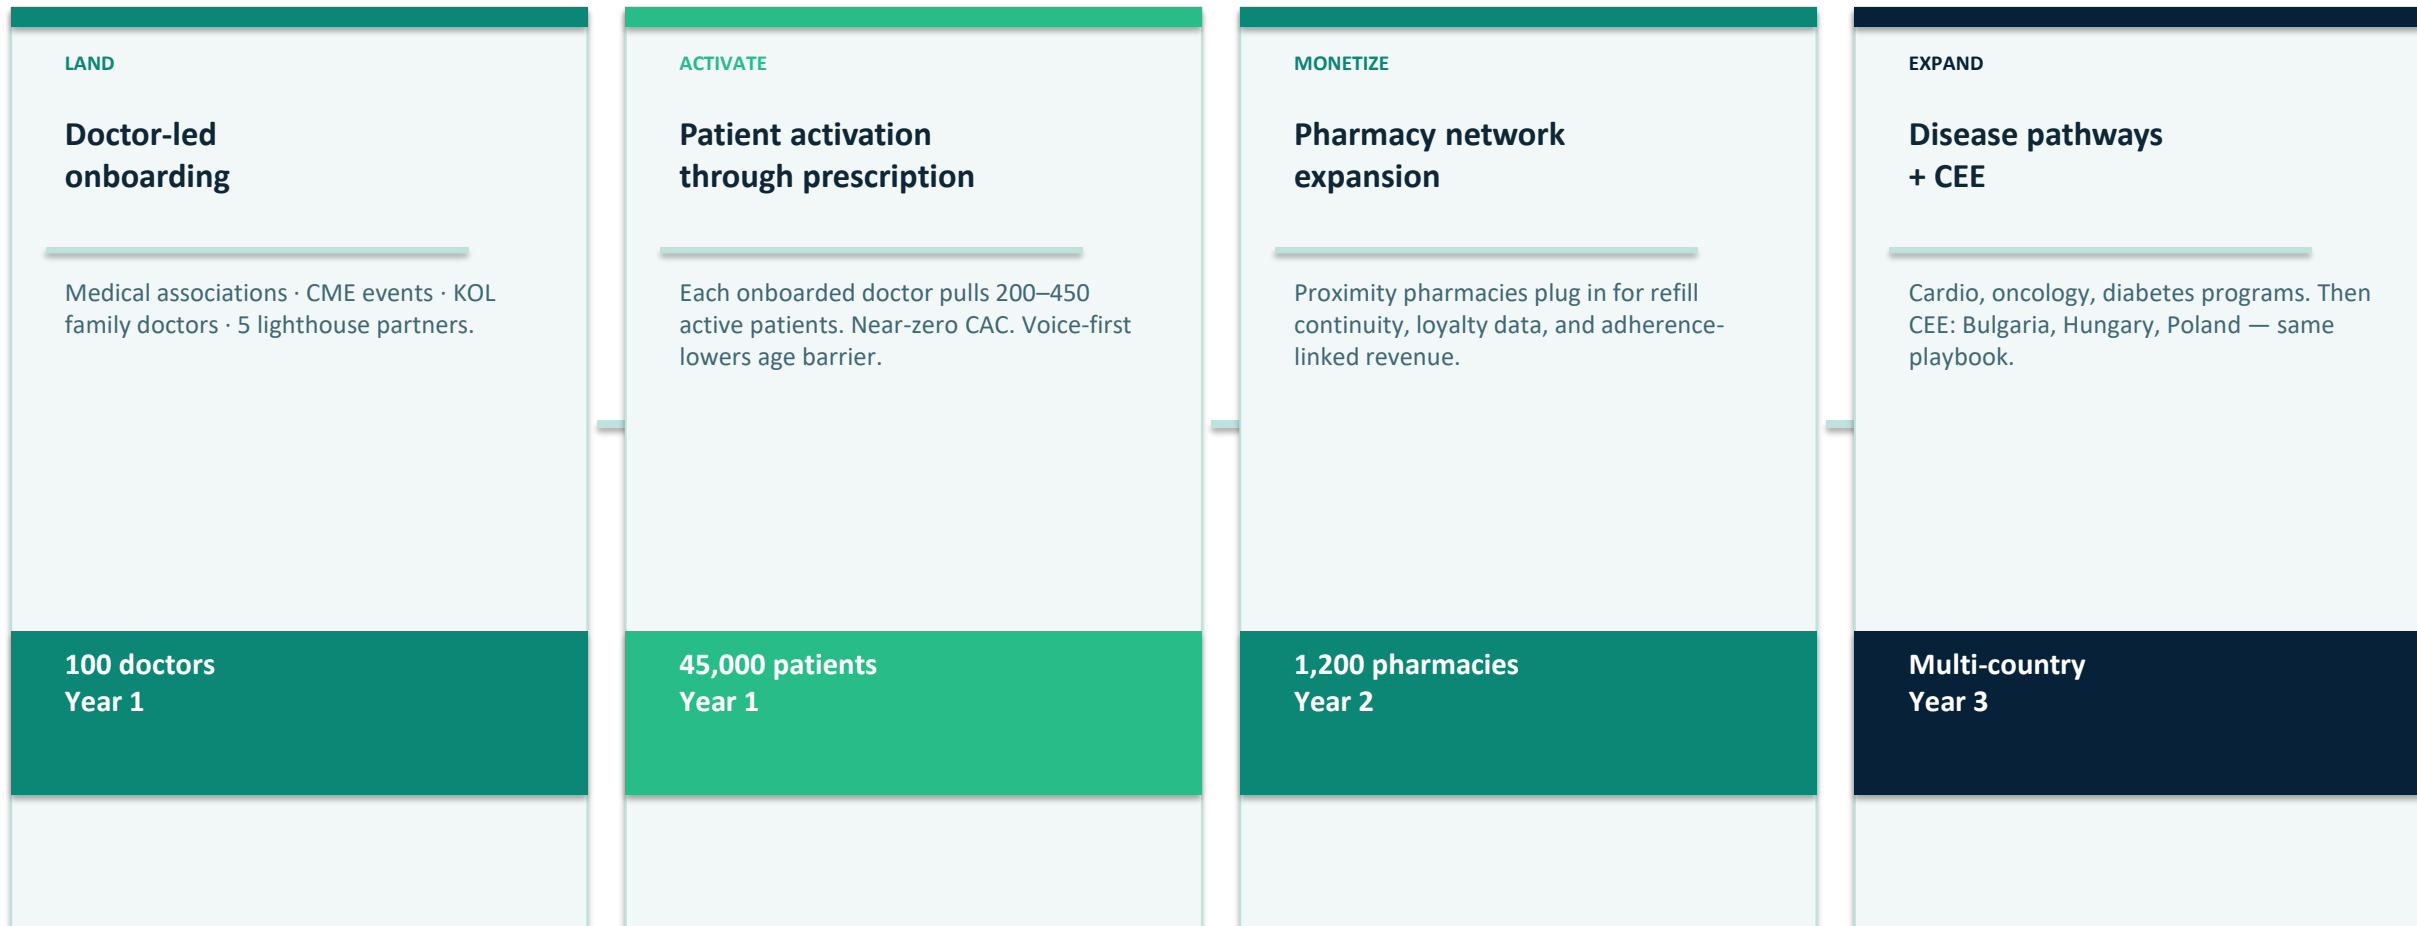 LAND
Doctor-led
onboarding
Medical associations · CME events · KOL
family doctors · 5 lighthouse partners.
100 doctors
Year 1
ACTIVATE
Patient activation
through prescription
Each onboarded doctor pulls 200–450
active patients. Near-zero CAC. Voice-first
lowers age barrier.
45,000 patients
Year 1
MONETIZE
Pharmacy network
expansion
Proximity pharmacies plug in for refill
continuity, loyalty data, and adherence-
linked revenue.
1,200 pharmacies
Year 2
EXPAND
Disease pathways
+ CEE
Cardio, oncology, diabetes programs. Then
CEE: Bulgaria, Hungary, Poland — same
playbook.
Multi-country
Year 3